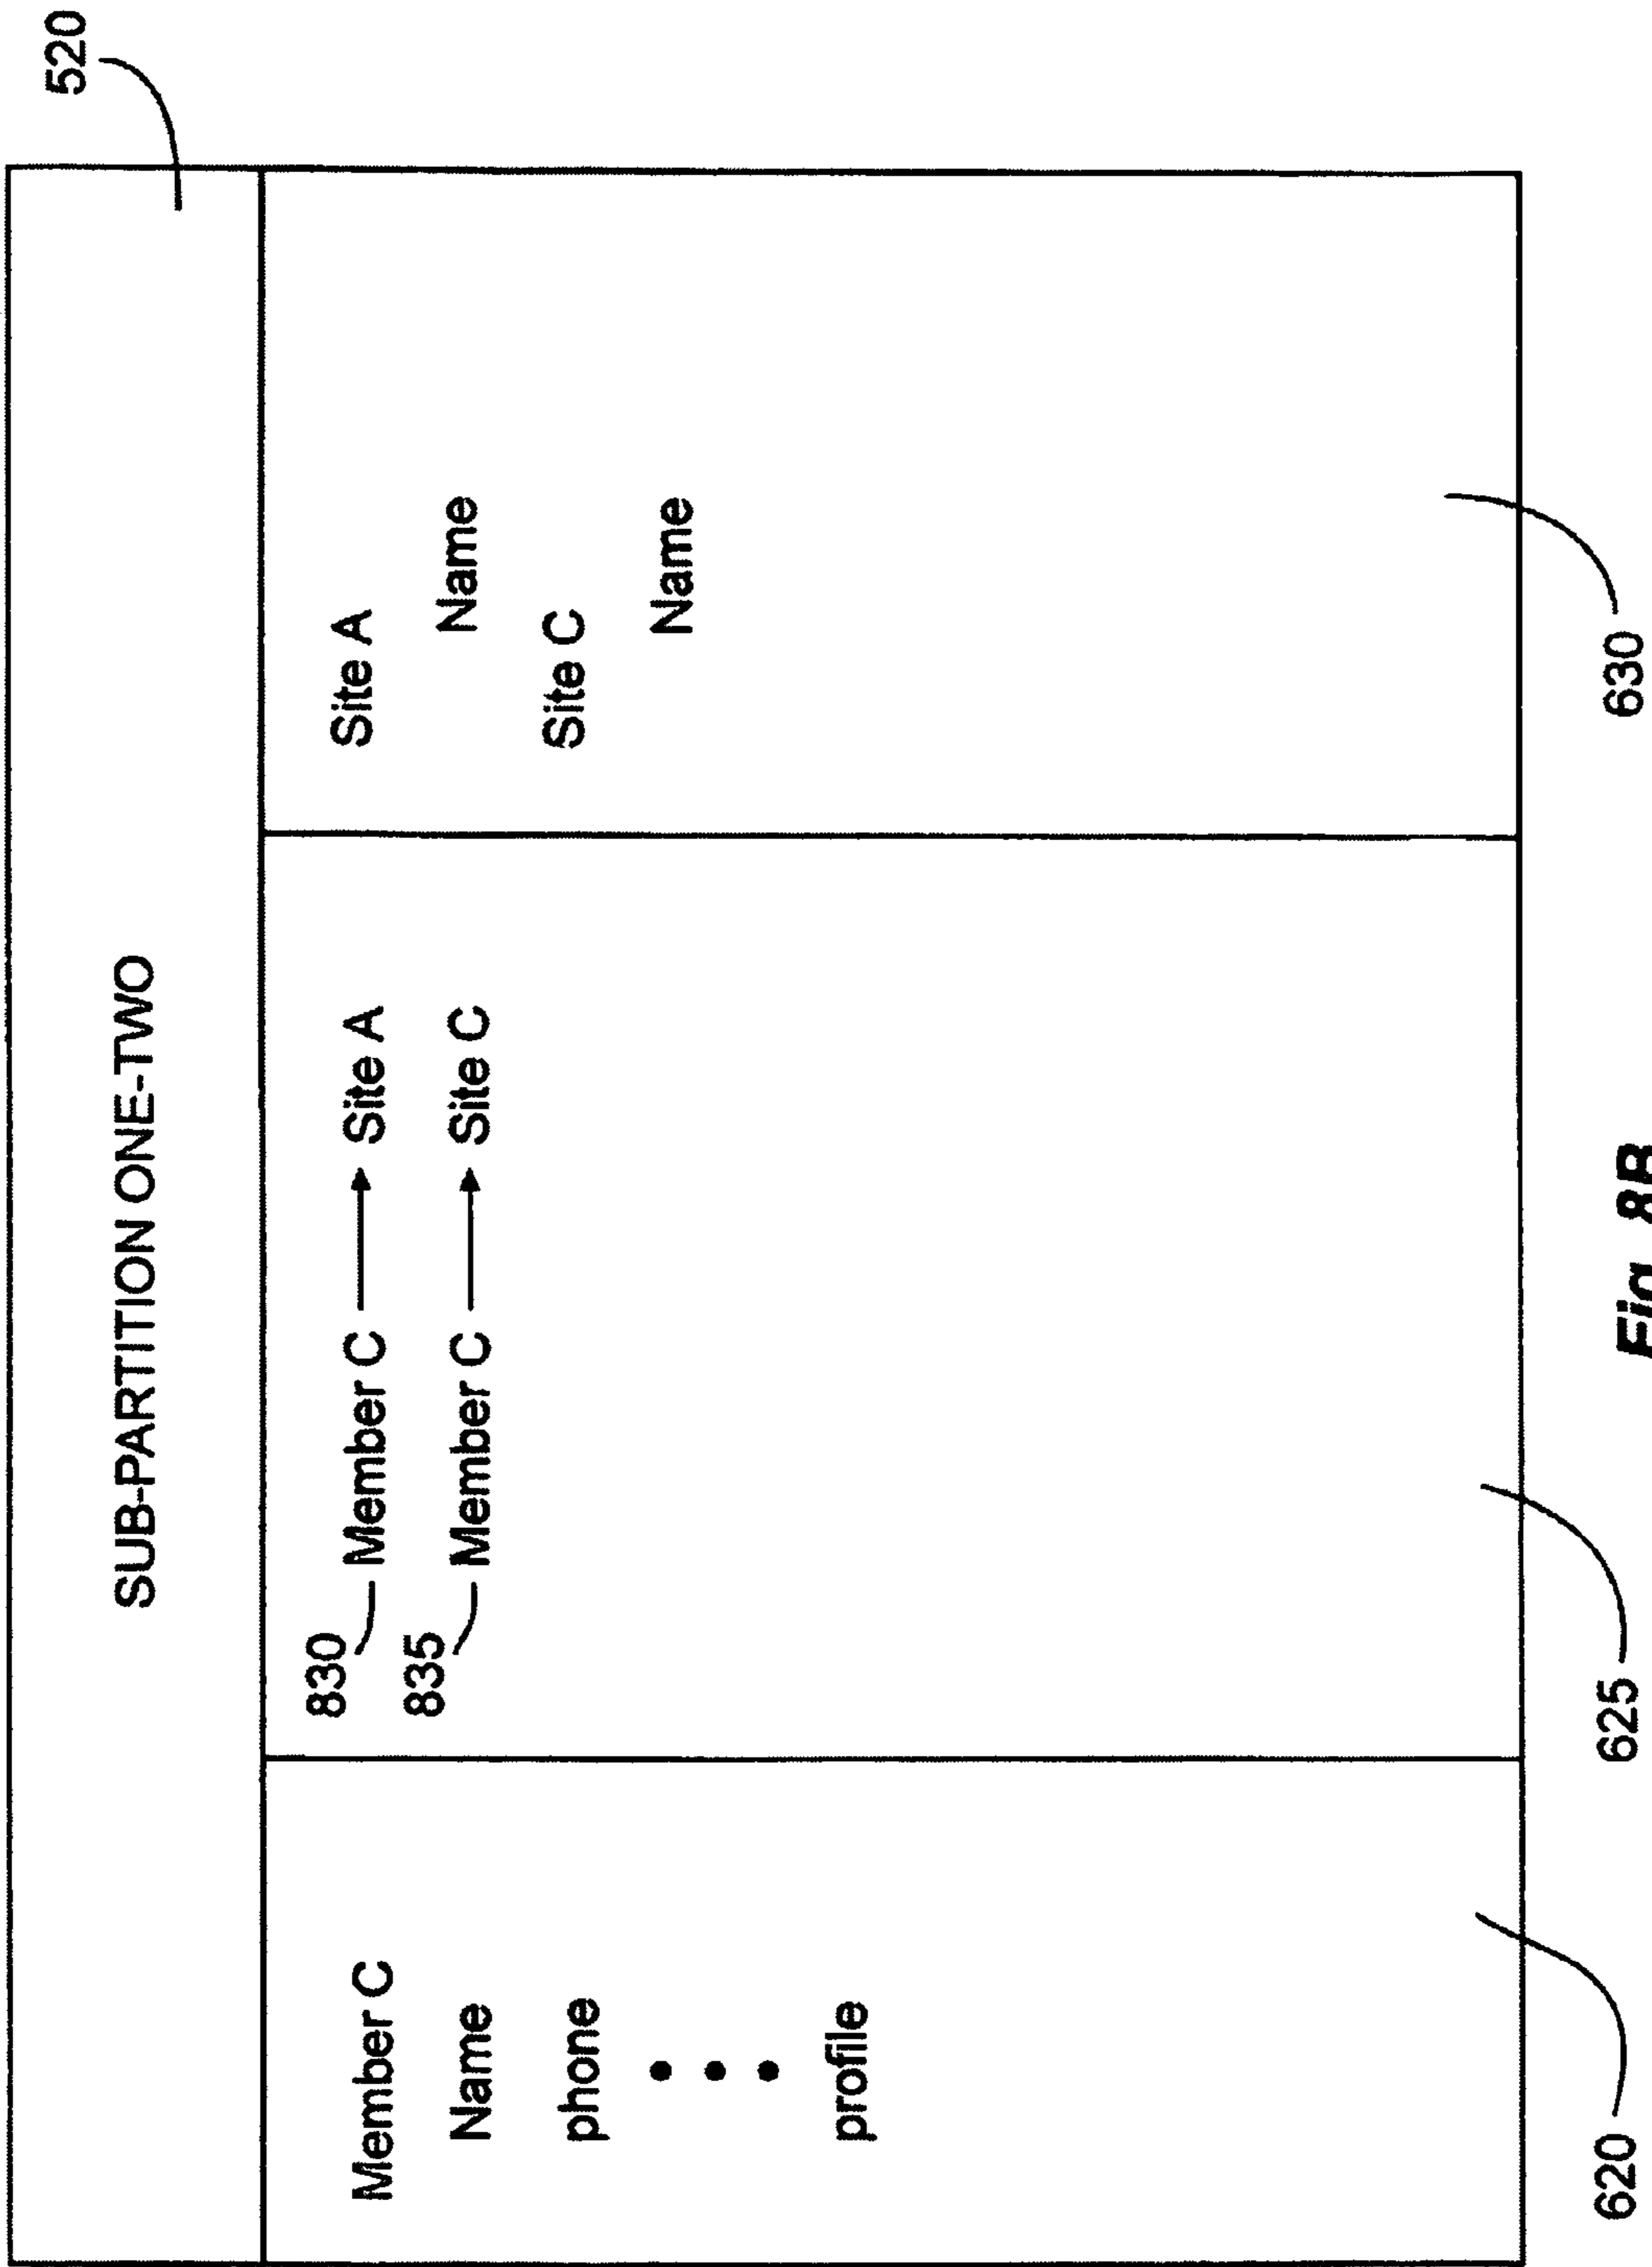 520
SUB-PARTITION ONE-TWO
Member C
Name
phone
profile
830
Member C
Site A
835
Member C
Site C
Site A
Name
Site C
Name
620
625
630
Fig. 8B